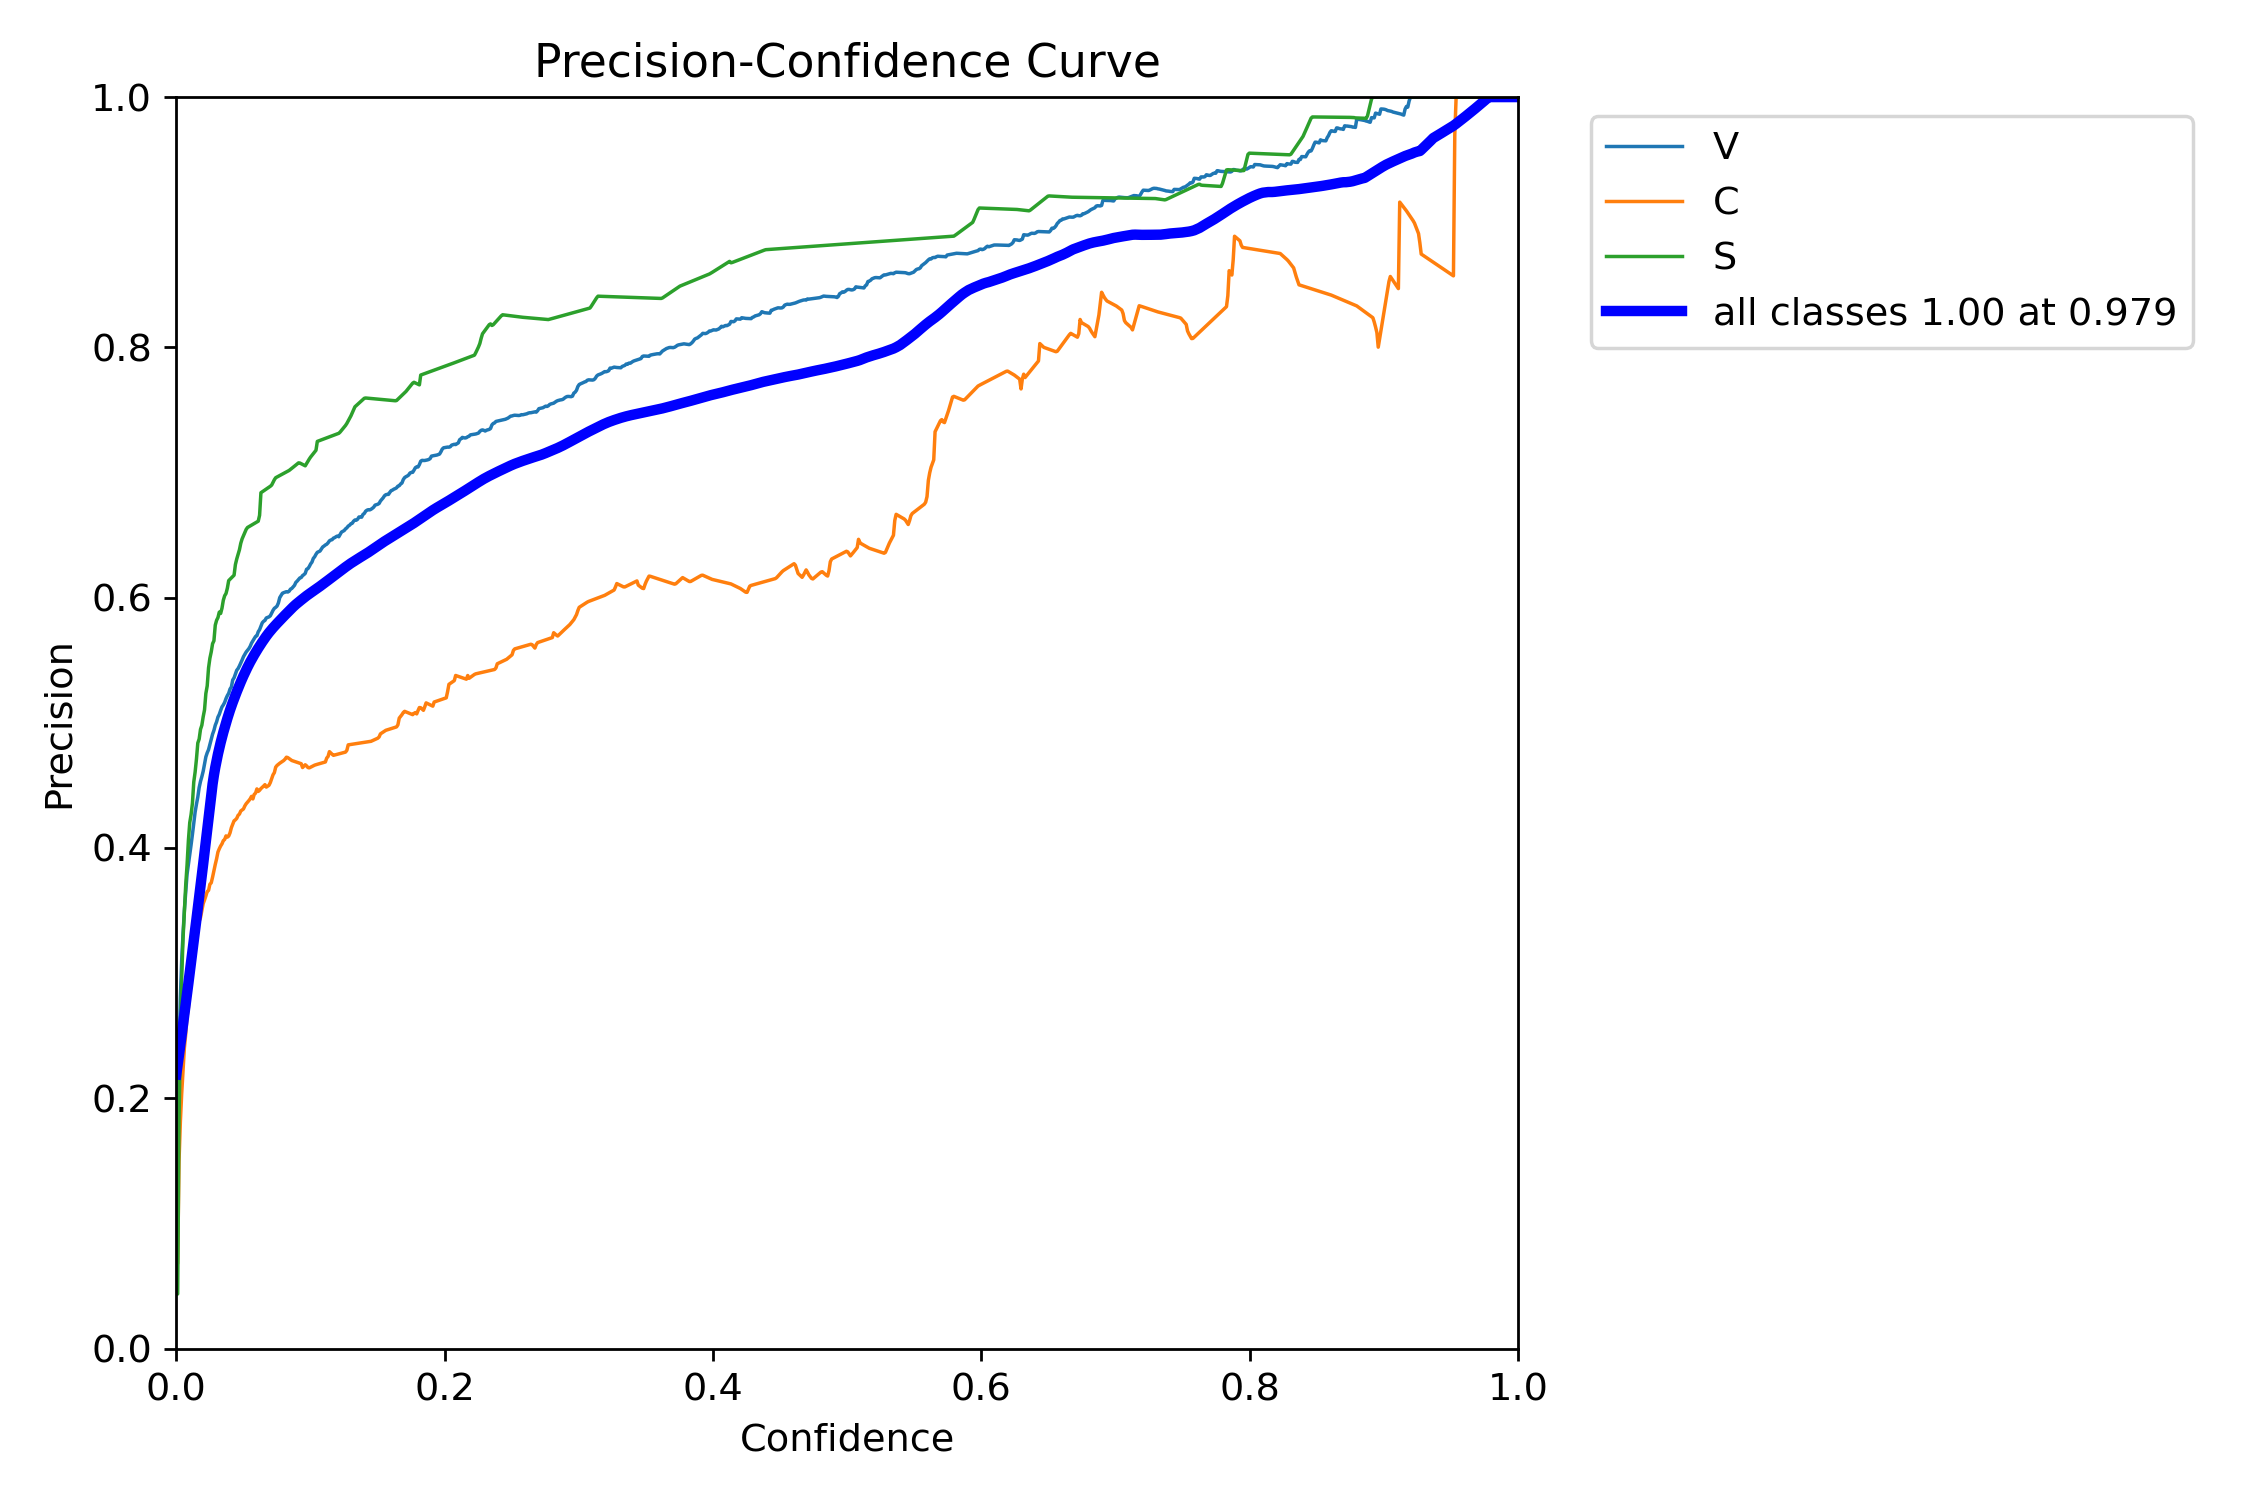 Precision-Confidence Curve
1.0
0.8
0.6
0.4
0.2
0.0
Precision
0.0 0.2 0.4 0.6 0.8 1.0
Confidence
V
C
S
all classes 1.00 at 0.979